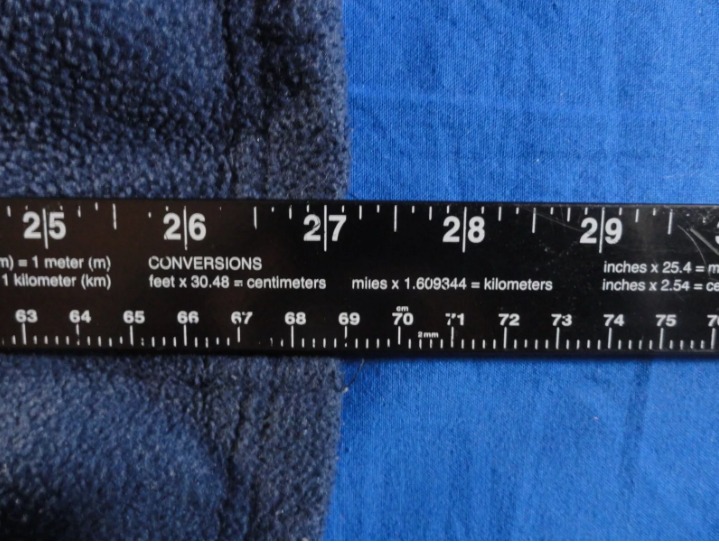 25 26 27 28 29
m) = 1 meter (m) CONVERSIONS inches x 25.4 = m
1 kilometer (km) feet x 30.48 = centimeters miles x 1.609344 = kilometers inches x 2.54 = ce
cm
63 64 65 66 67 68 69 70 71 72 73 74 75
2mm